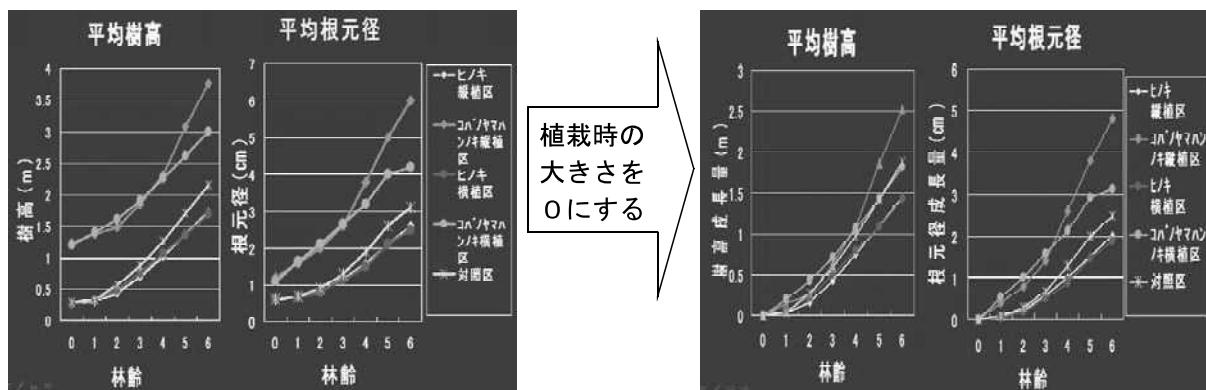 平均樹高
4
3.5
3
2.5
2
1.5
1
0.5
0
樹高(m)
0 1 2 3 4 5 6
林齢
平均根元径
7
6
5
4
3
2
1
0
根元径(cm)
0 1 2 3 4 5 6
林齢
ヒノキ
縦植区
コバノヤマハ
ンノキ縦植
区
ヒノキ
横植区
コバノヤマハ
ンノキ横植
区
対照区
植栽時の
大きさを
0にする
平均樹高
3
2.5
2
1.5
1
0.5
0
樹高成長量(m)
0 1 2 3 4 5 6
林齢
平均根元径
6
5
4
3
2
1
0
根元径成長量(cm)
0 1 2 3 4 5 6
林齢
ヒノキ
縦植区
コバノヤマハン
ノキ縦植区
ヒノキ
横植区
コバノヤマハン
ノキ横植区
対照区